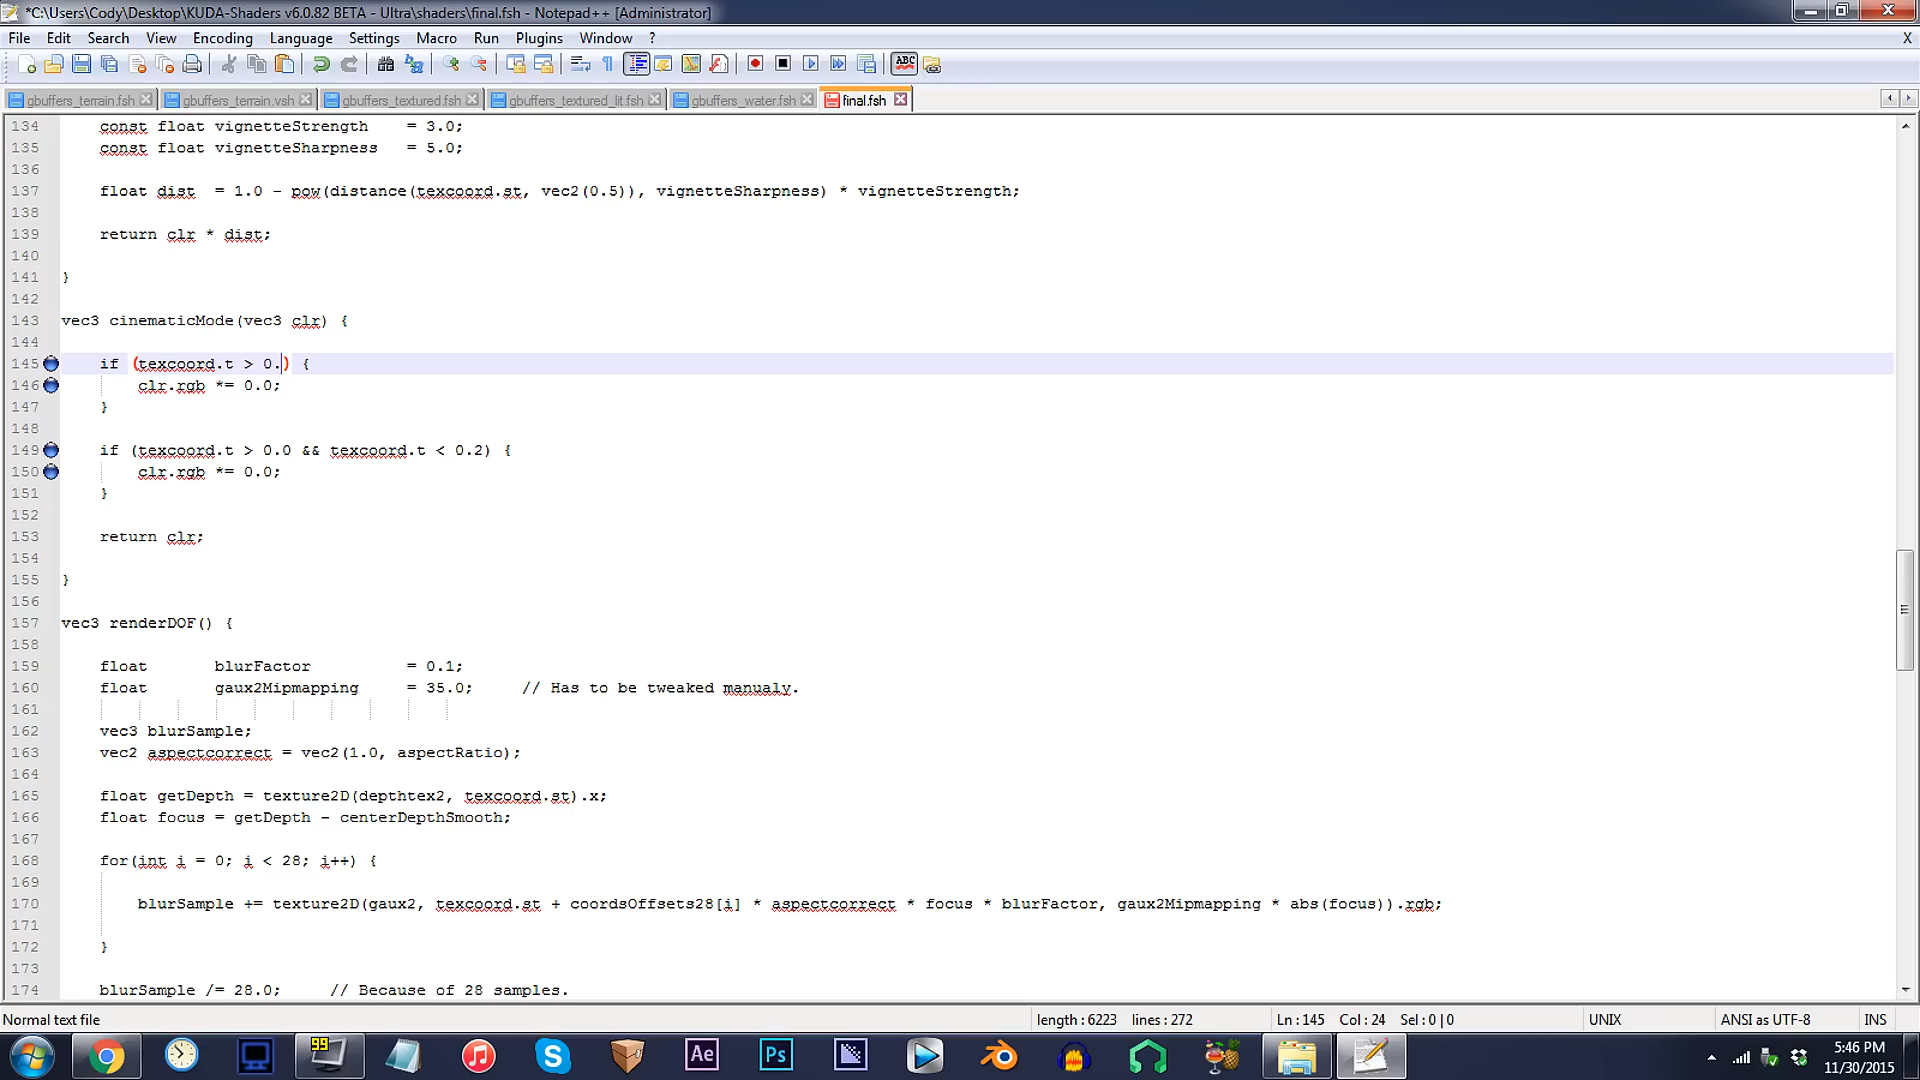 *C:\Users\Cody\Desktop\KUDA-Shaders v6.0.82 BETA - Ultra\shaders\final.fsh - Notepad++ [Administrator]
File Edit Search View Encoding Language Settings Macro Run Plugins Window ? X
ABC
gbuffers_terrain.fsh gbuffers_terrain.vsh gbuffers_textured.fsh gbuffers_textured_lit.fsh gbuffers_water.fsh final.fsh
134 const float vignetteStrength = 3.0;
135 const float vignetteSharpness = 5.0;
136
137 float dist = 1.0 - pow(distance(texcoord.st, vec2(0.5)), vignetteSharpness) * vignetteStrength;
138
139 return clr * dist;
140
141 }
142
143 vec3 cinematicMode(vec3 clr) {
144
145 if (texcoord.t > 0.) {
146 clr.rgb *= 0.0;
147 }
148
149 if (texcoord.t > 0.0 && texcoord.t < 0.2) {
150 clr.rgb *= 0.0;
151 }
152
153 return clr;
154
155 }
156
157 vec3 renderDOF() {
158
159 float blurFactor = 0.1;
160 float gaux2Mipmapping = 35.0; // Has to be tweaked manualy.
161
162 vec3 blurSample;
163 vec2 aspectcorrect = vec2(1.0, aspectRatio);
164
165 float getDepth = texture2D(depthtex2, texcoord.st).x;
166 float focus = getDepth - centerDepthSmooth;
167
168 for(int i = 0; i < 28; i++) {
169
170 blurSample += texture2D(gaux2, texcoord.st + coordsOffsets28[i] * aspectcorrect * focus * blurFactor, gaux2Mipmapping * abs(focus)).rgb;
171
172 }
173
174 blurSample /= 28.0; // Because of 28 samples.
Normal text file length : 6223 lines : 272 Ln : 145 Col : 24 Sel : 0 | 0 UNIX ANSI as UTF-8 INS
99 Ae Ps
5:46 PM
11/30/2015